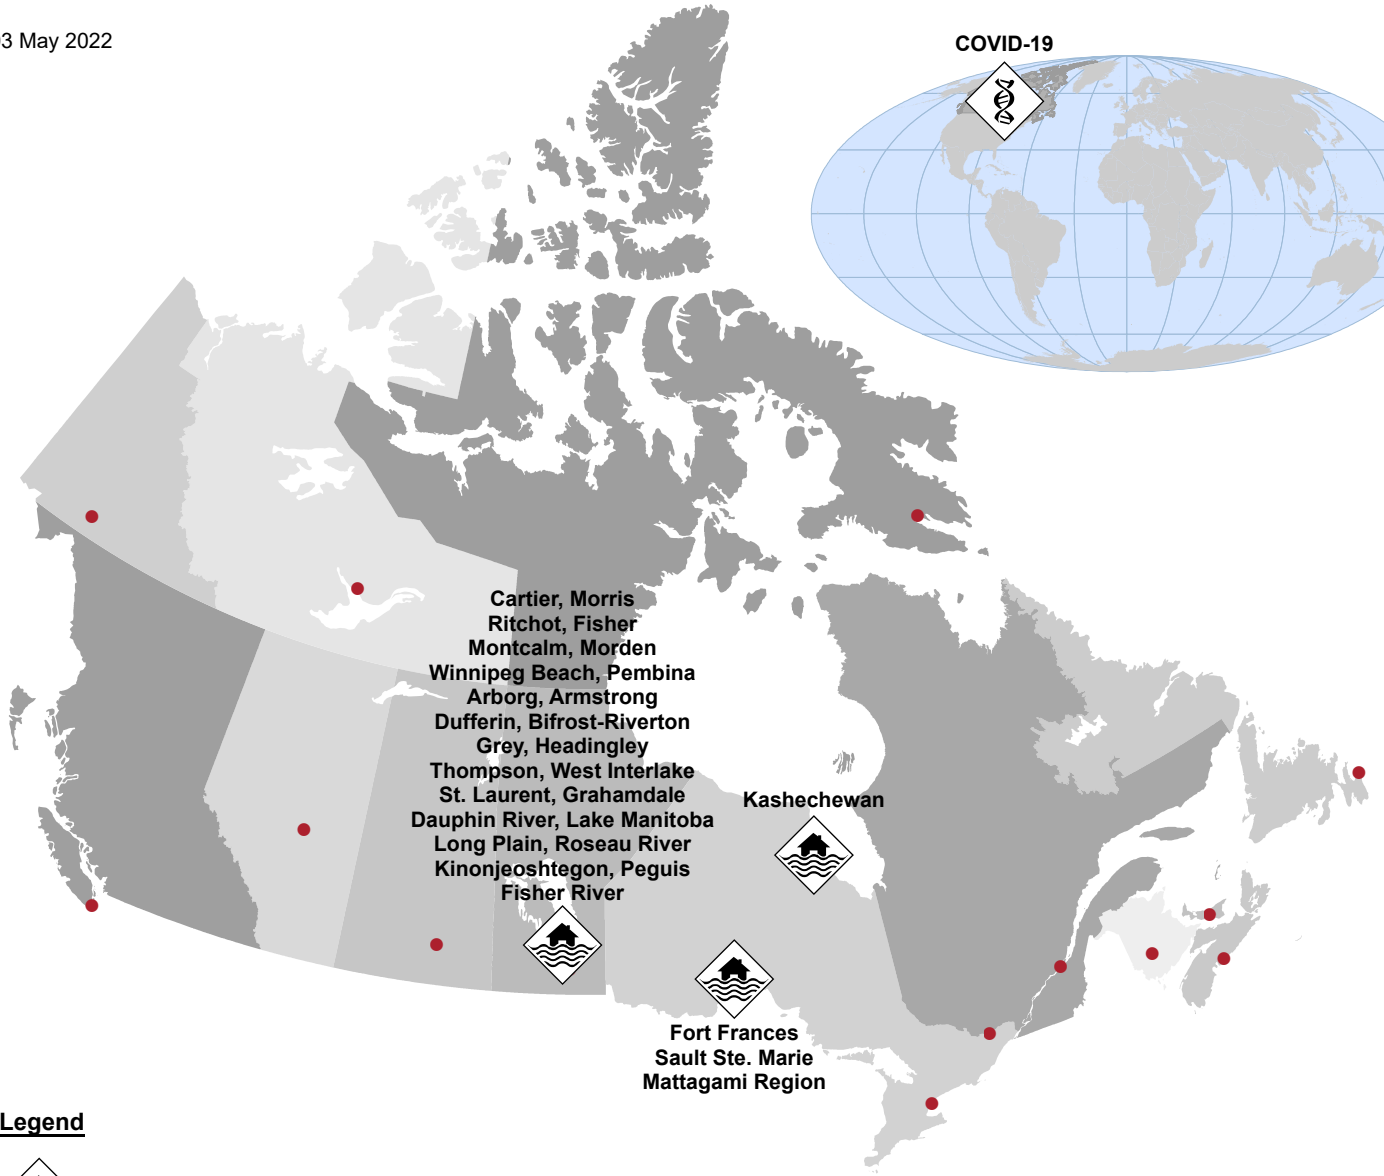 03 May 2022
COVID-19
Cartier, Morris
Ritchot, Fisher
Montcalm, Morden
Winnipeg Beach, Pembina
Arborg, Armstrong
Dufferin, Bifrost-Riverton
Grey, Headingley
Thompson, West Interlake
St. Laurent, Grahamdale
Dauphin River, Lake Manitoba
Long Plain, Roseau River
Kinonjeoshtegon, Peguis
Fisher River
Kashechewan
Fort Frances
Sault Ste. Marie
Mattagami Region
Legend